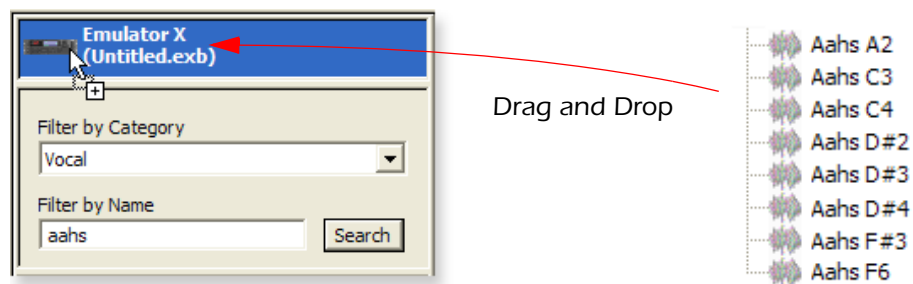 Emulator X
(Untitled.exb)
Filter by Category
Vocal
Filter by Name
aahs
Search
Drag and Drop
Aahs A2
Aahs C3
Aahs C4
Aahs D#2
Aahs D#3
Aahs D#4
Aahs F#3
Aahs F6